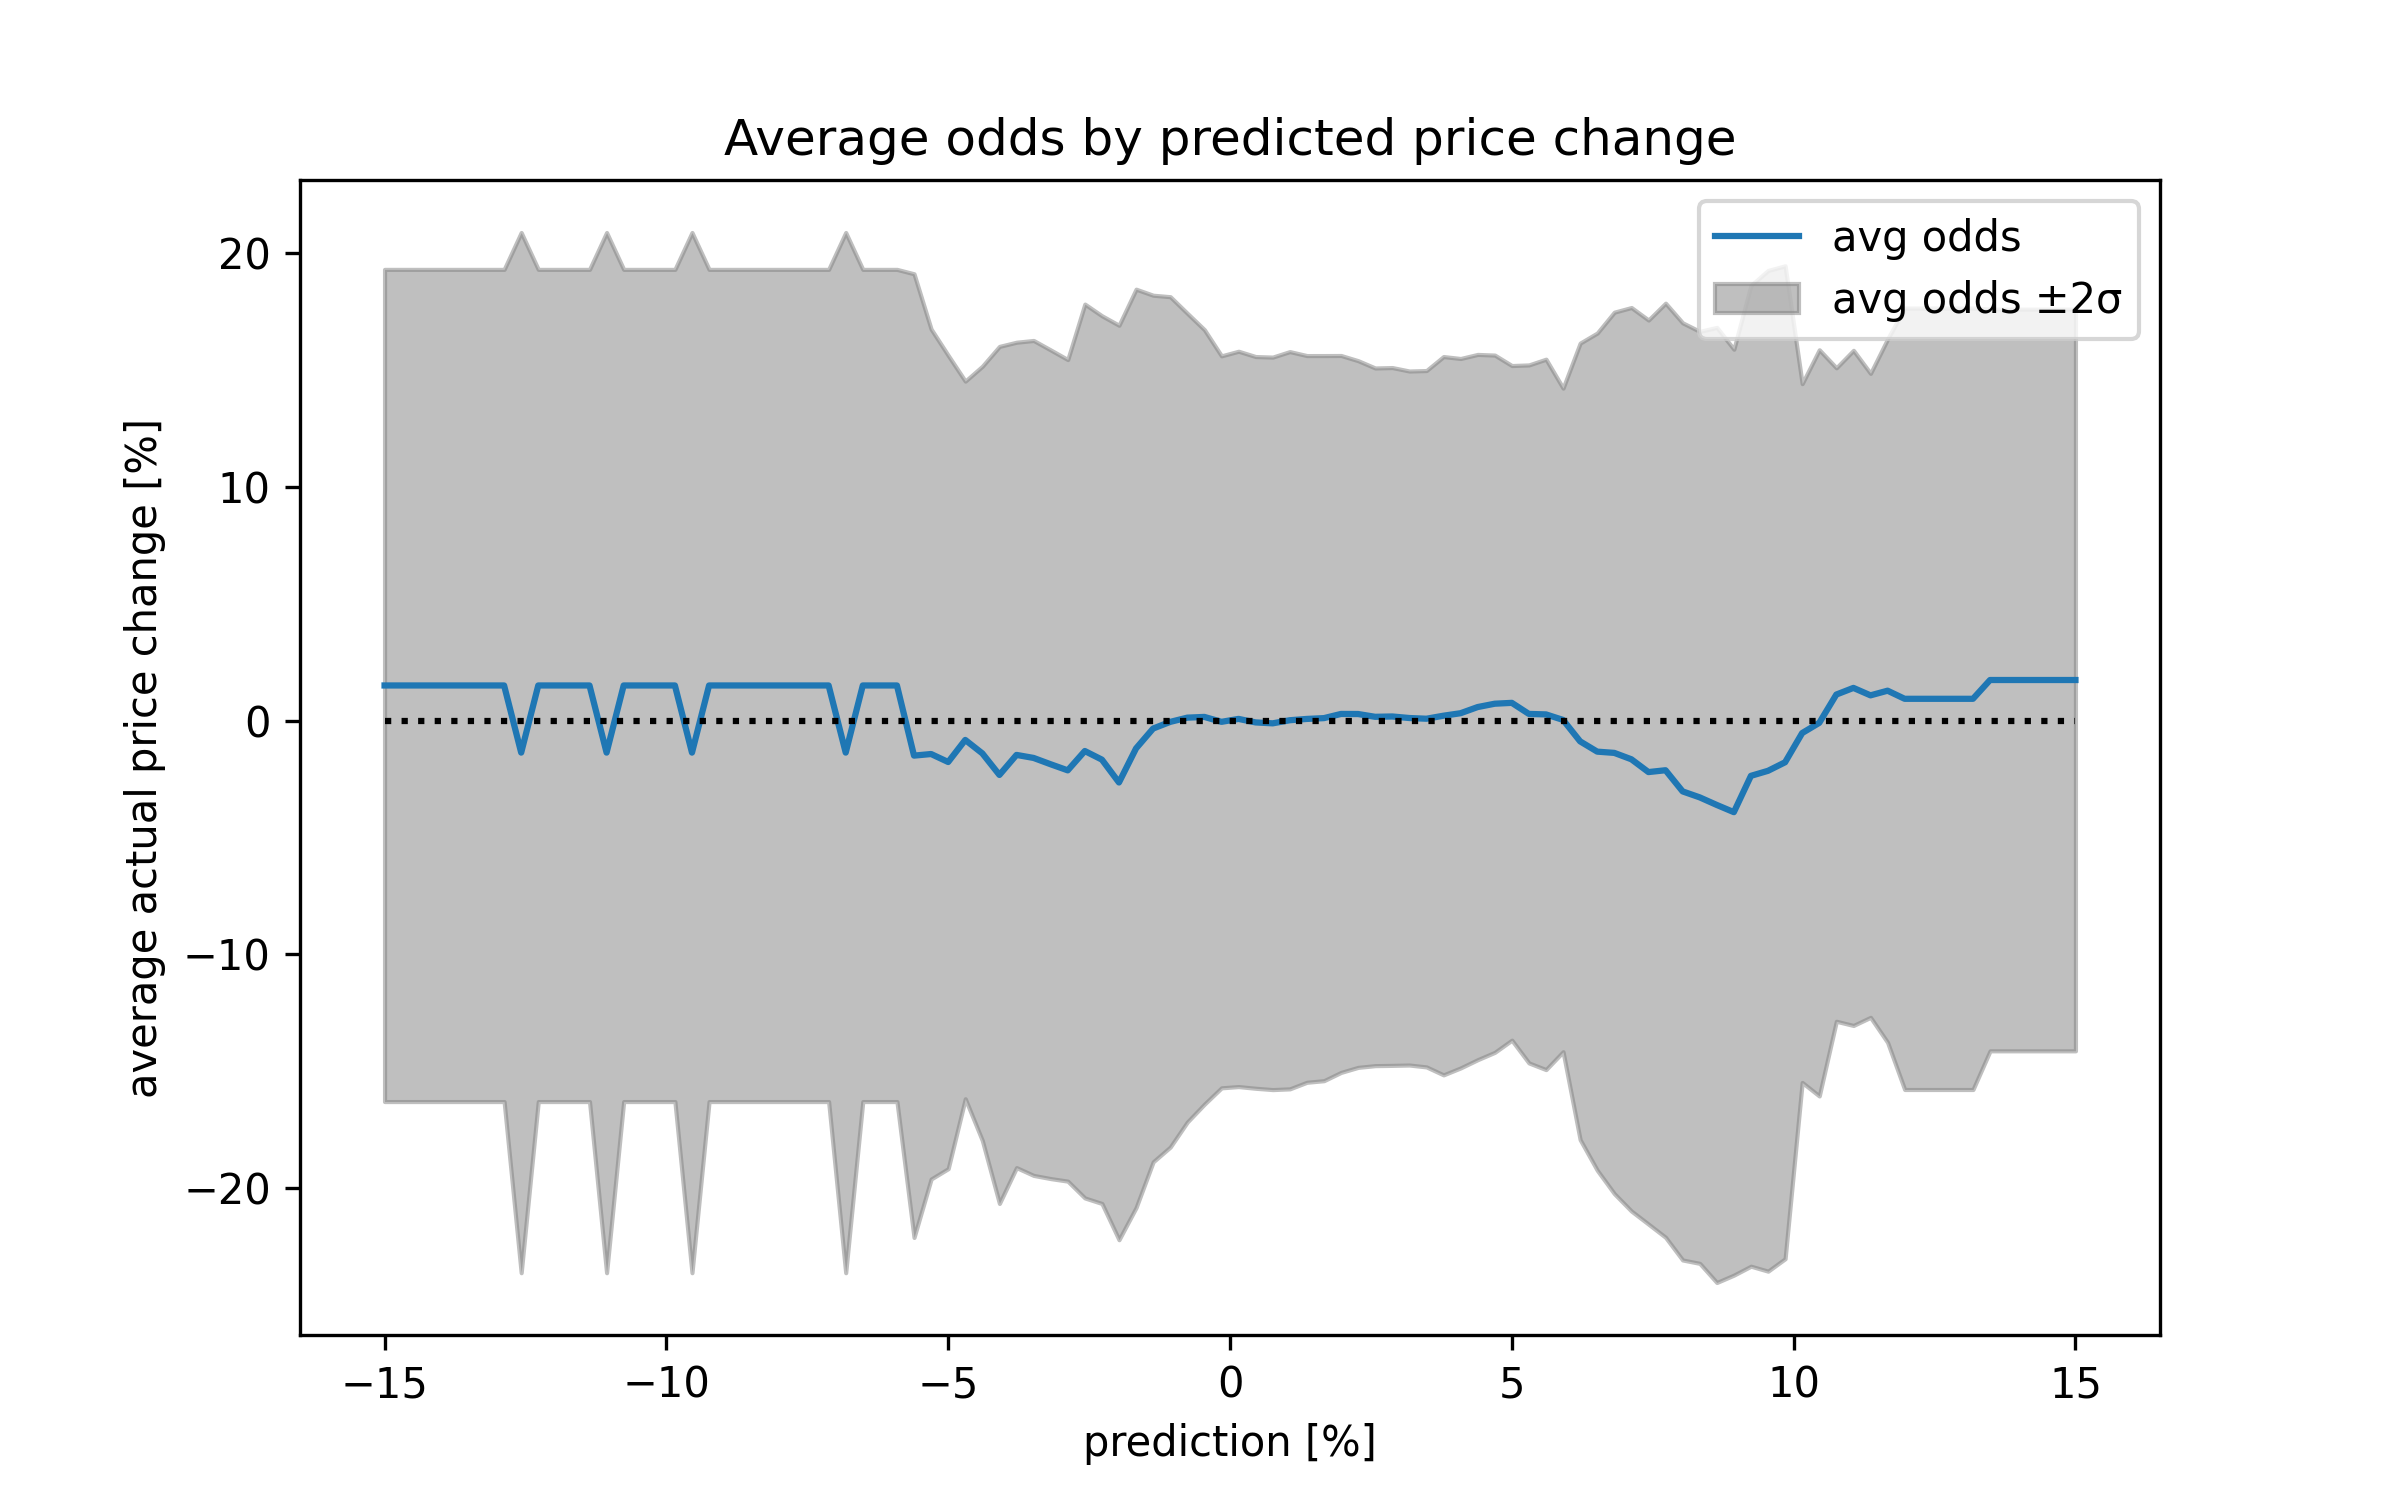 Average odds by predicted price change
avg odds
avg odds ±2σ
average actual price change [%]
20
10
0
−10
−20
−15
−10
−5
0
5
10
15
prediction [%]